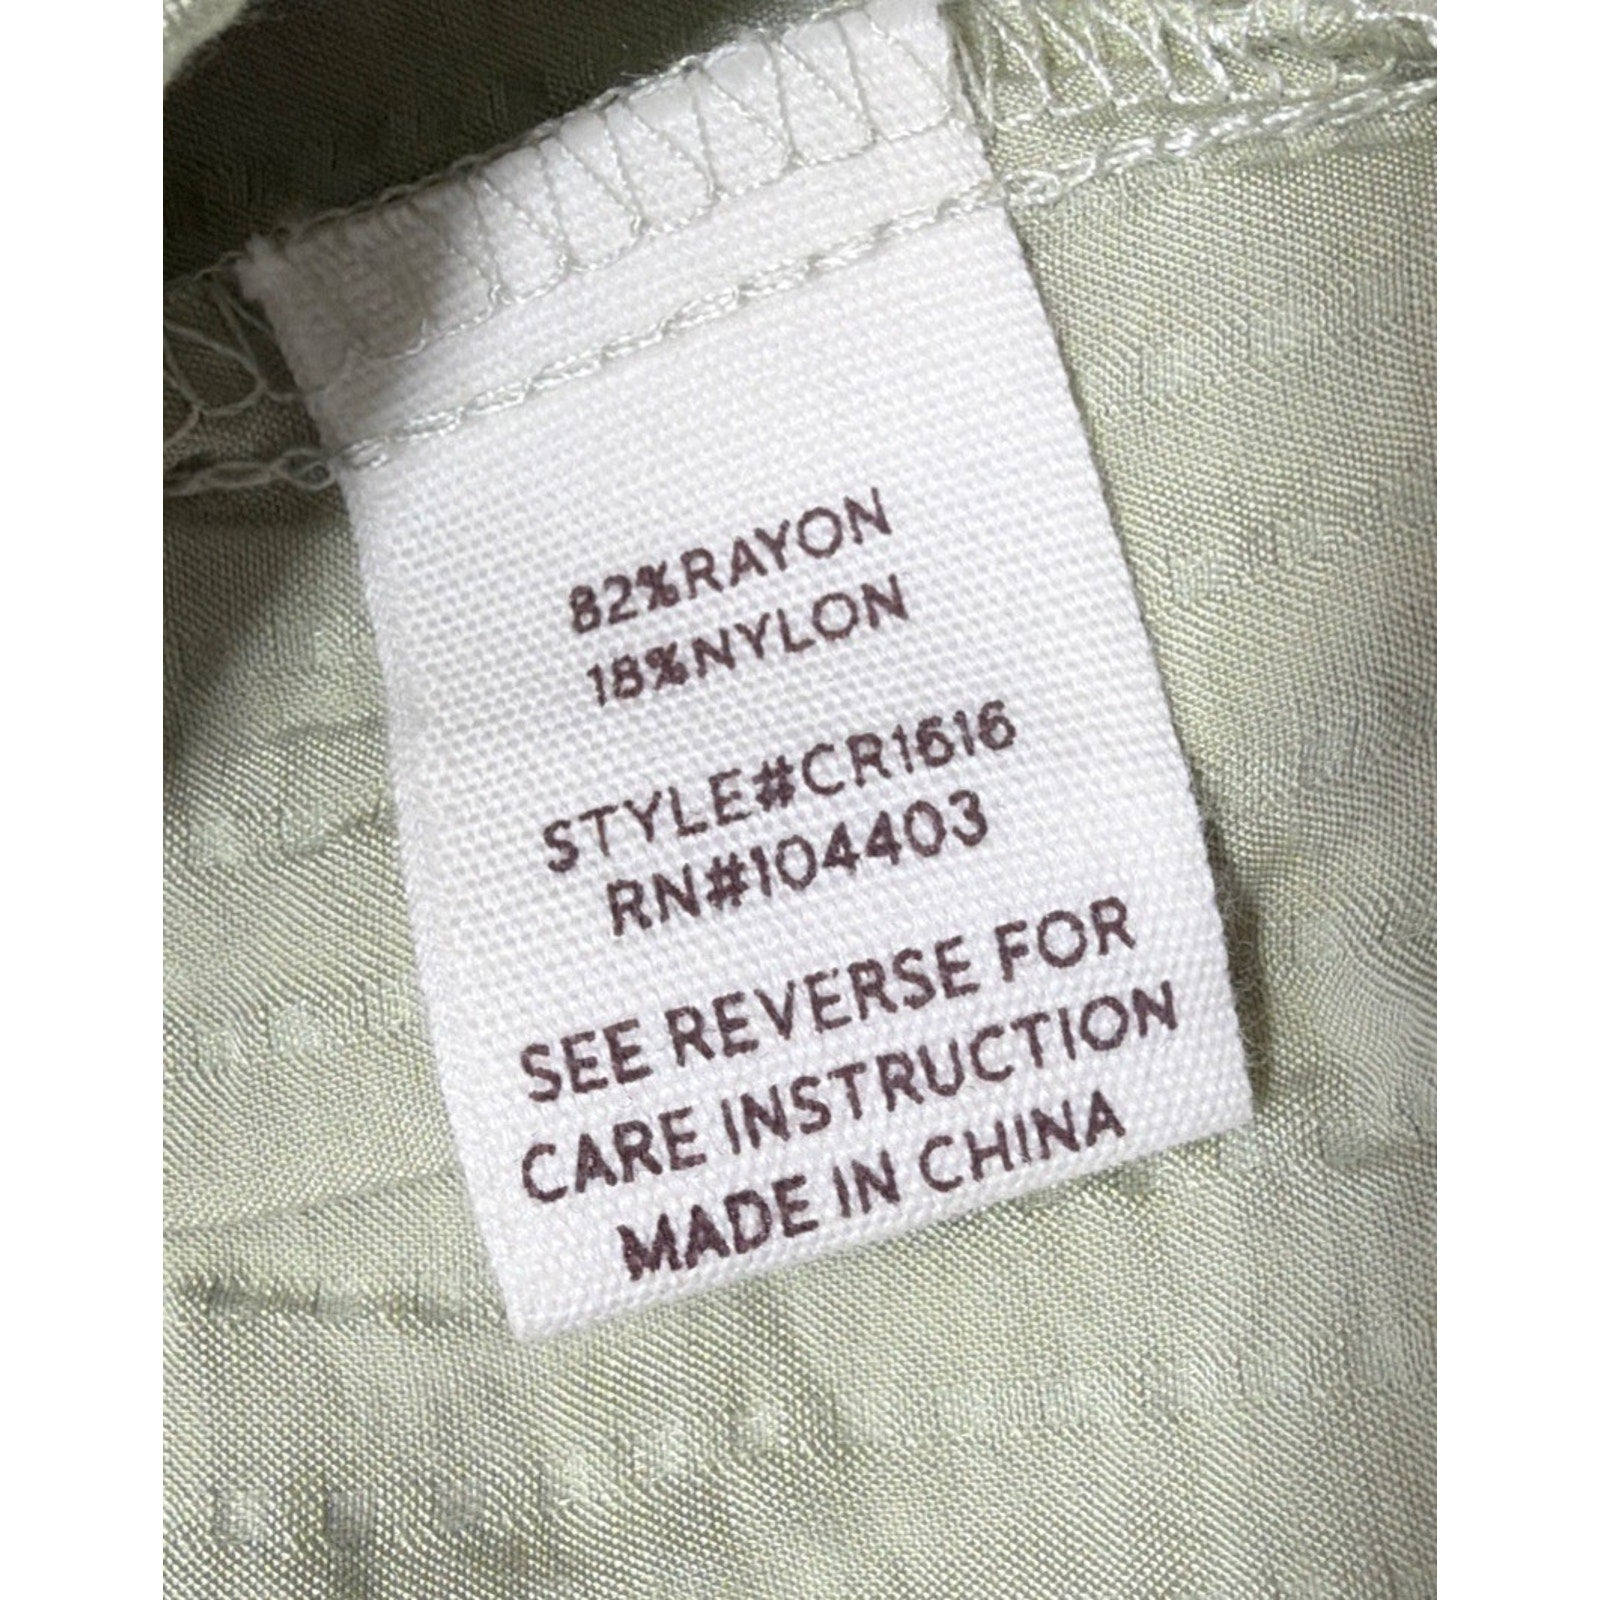 82%RAYON
18%NYLON
STYLE#CR1616
RN#104403
SEE REVERSE FOR
CARE INSTRUCTION
MADE IN CHINA